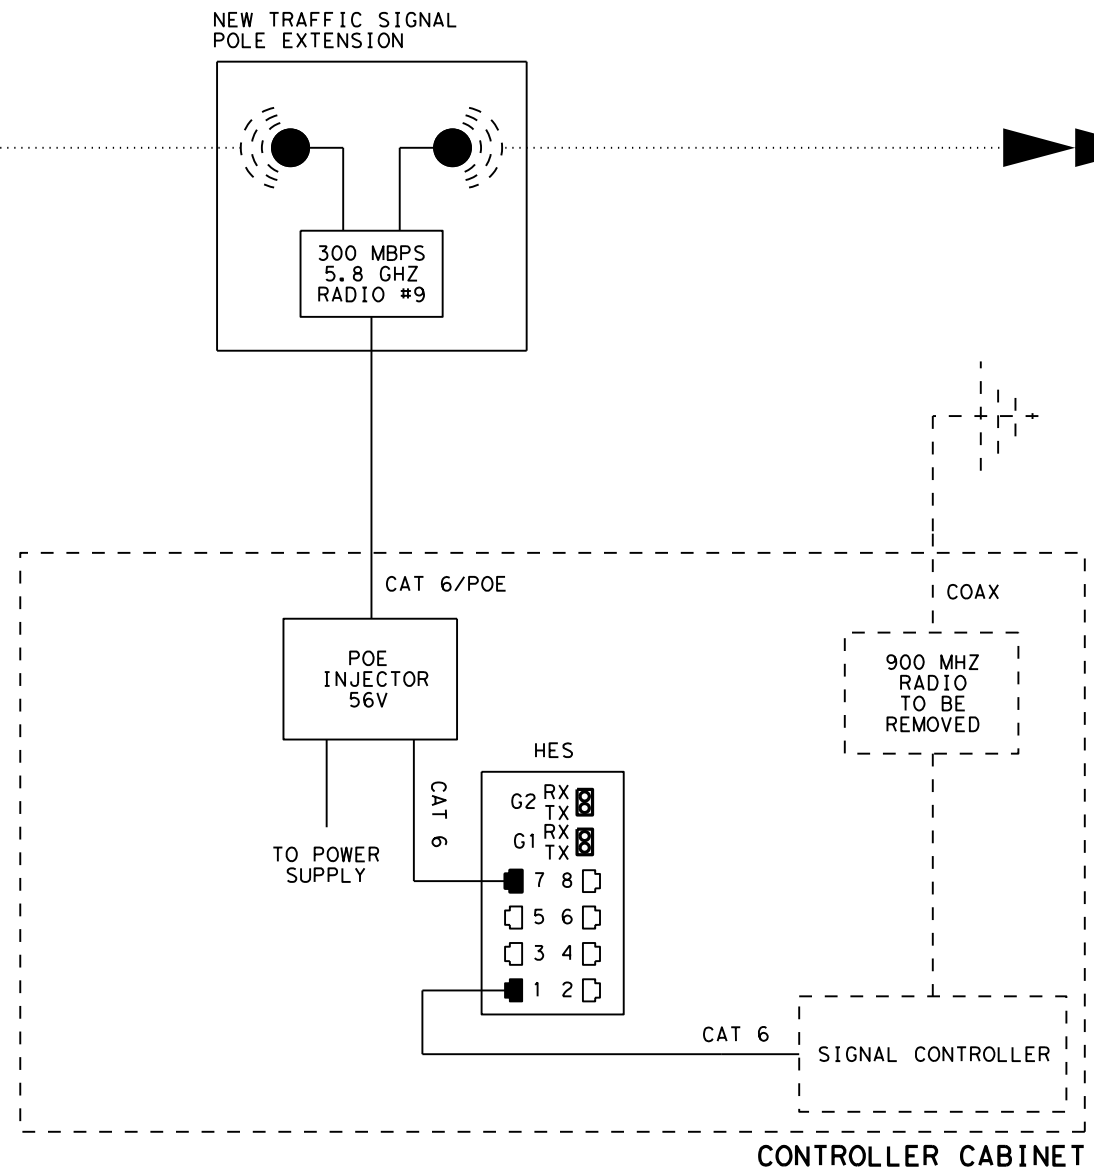 NEW TRAFFIC SIGNAL
POLE EXTENSION
300 MBPS
5.8 GHZ
RADIO #9
CAT 6/POE
COAX
POE
INJECTOR
56V
900 MHZ
RADIO
TO BE
REMOVED
HES
CAT 6
G2 RX
TX
G1 RX
TX
TO POWER
SUPPLY
7 8
5 6
3 4
1 2
CAT 6
SIGNAL CONTROLLER
CONTROLLER CABINET